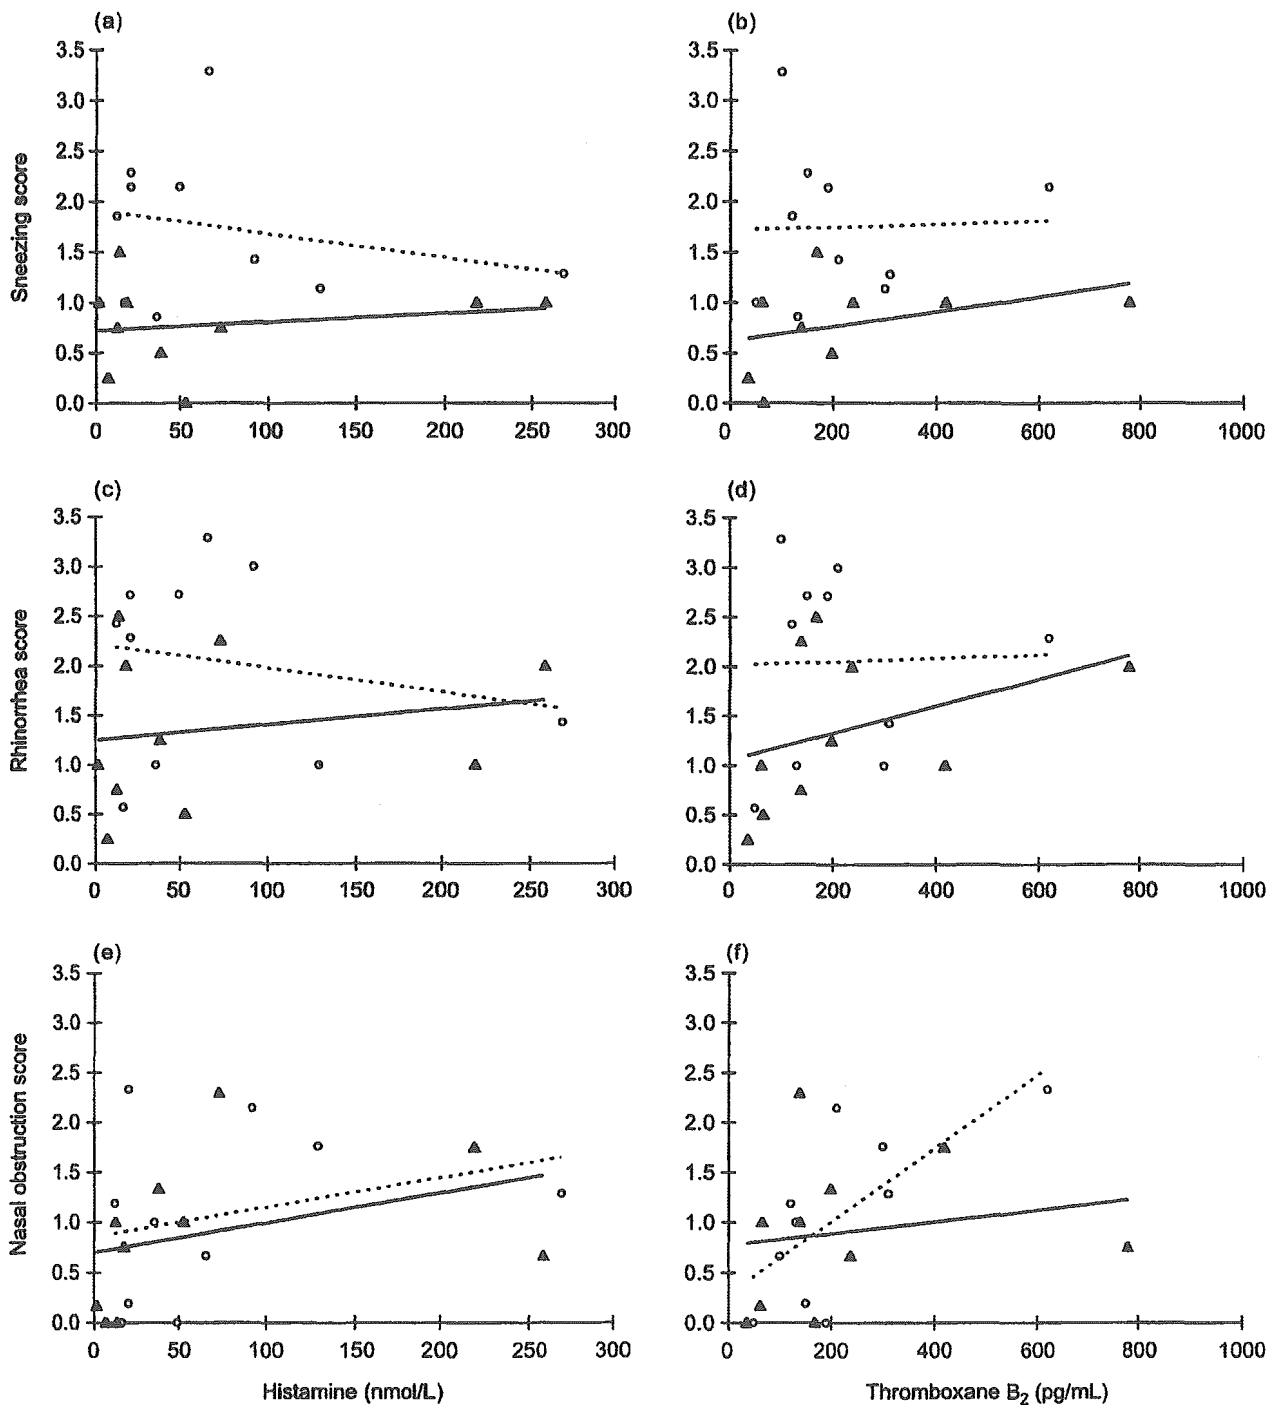 (a)
3.5
3.0
2.5
2.0
1.5
1.0
0.5
0.0
Sneezing score
0 50 100 150 200 250 300
(b)
3.5
3.0
2.5
2.0
1.5
1.0
0.5
0.0
0 200 400 600 800 1000
(c)
3.5
3.0
2.5
2.0
1.5
1.0
0.5
0.0
Rhinorrhea score
0 50 100 150 200 250 300
(d)
3.5
3.0
2.5
2.0
1.5
1.0
0.5
0.0
0 200 400 600 800 1000
(e)
3.5
3.0
2.5
2.0
1.5
1.0
0.5
0.0
Nasal obstruction score
0 50 100 150 200 250 300
Histamine (nmol/L)
(f)
3.5
3.0
2.5
2.0
1.5
1.0
0.5
0.0
0 200 400 600 800 1000
Thromboxane B₂ (pg/mL)